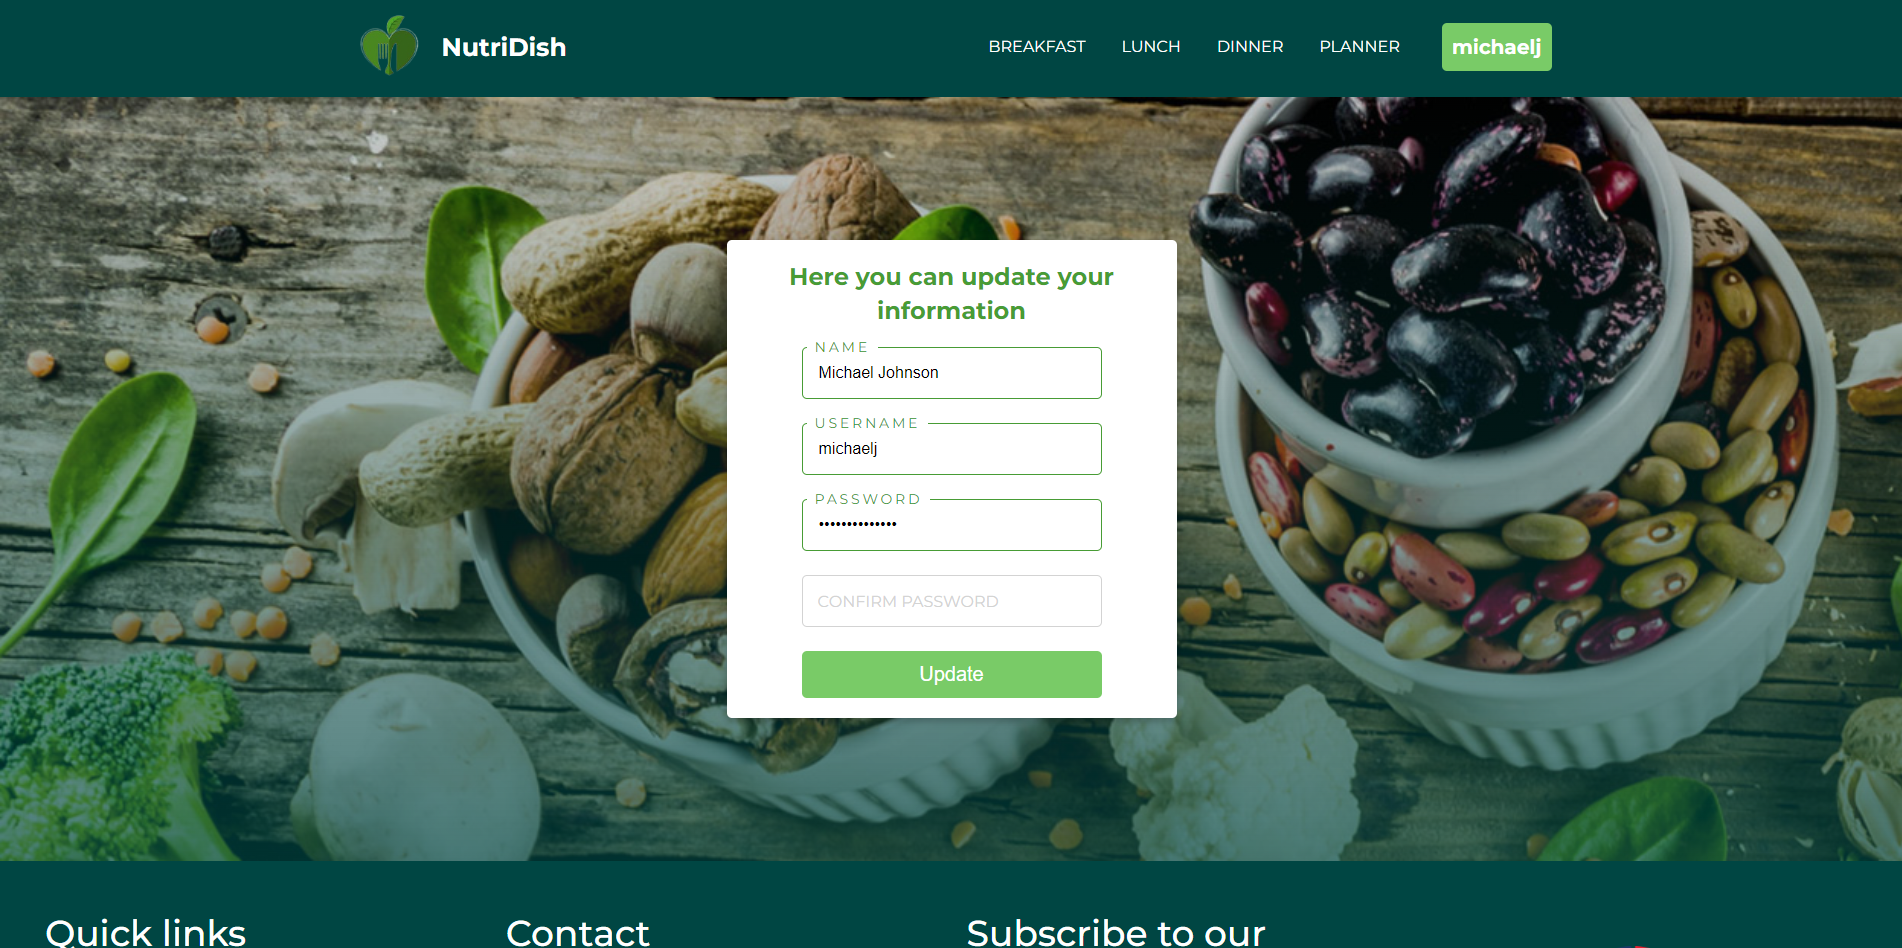 NutriDish
BREAKFAST LUNCH DINNER PLANNER michaelj
Here you can update your
information
NAME
Michael Johnson
USERNAME
michaelj
PASSWORD
••••••••••••••
CONFIRM PASSWORD
Update
Quick links Contact Subscribe to our